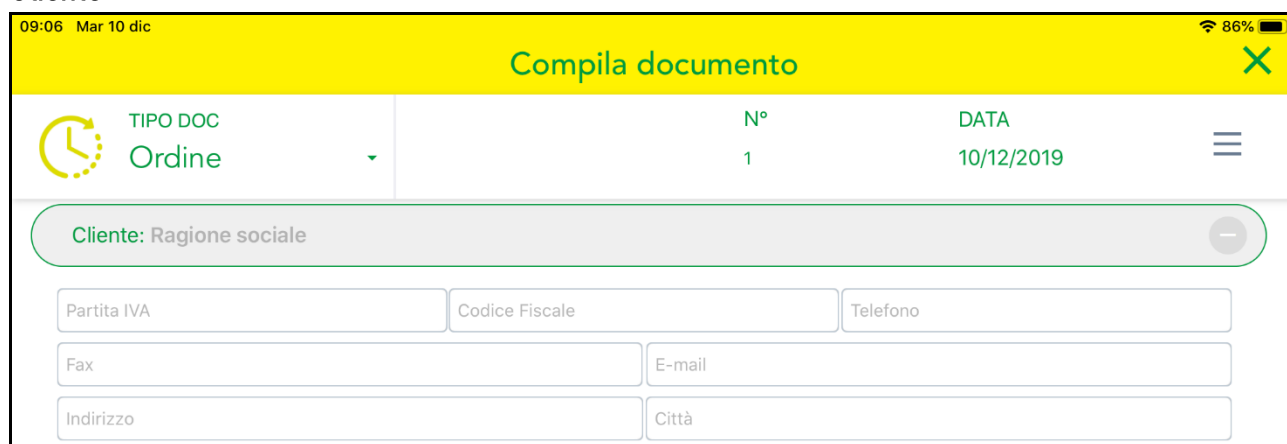 09:06 Mar 10 dic 86%
Compila documento
TIPO DOC N° DATA
Ordine 1 10/12/2019
Cliente: Ragione sociale
Partita IVA Codice Fiscale Telefono
Fax E-mail
Indirizzo Città